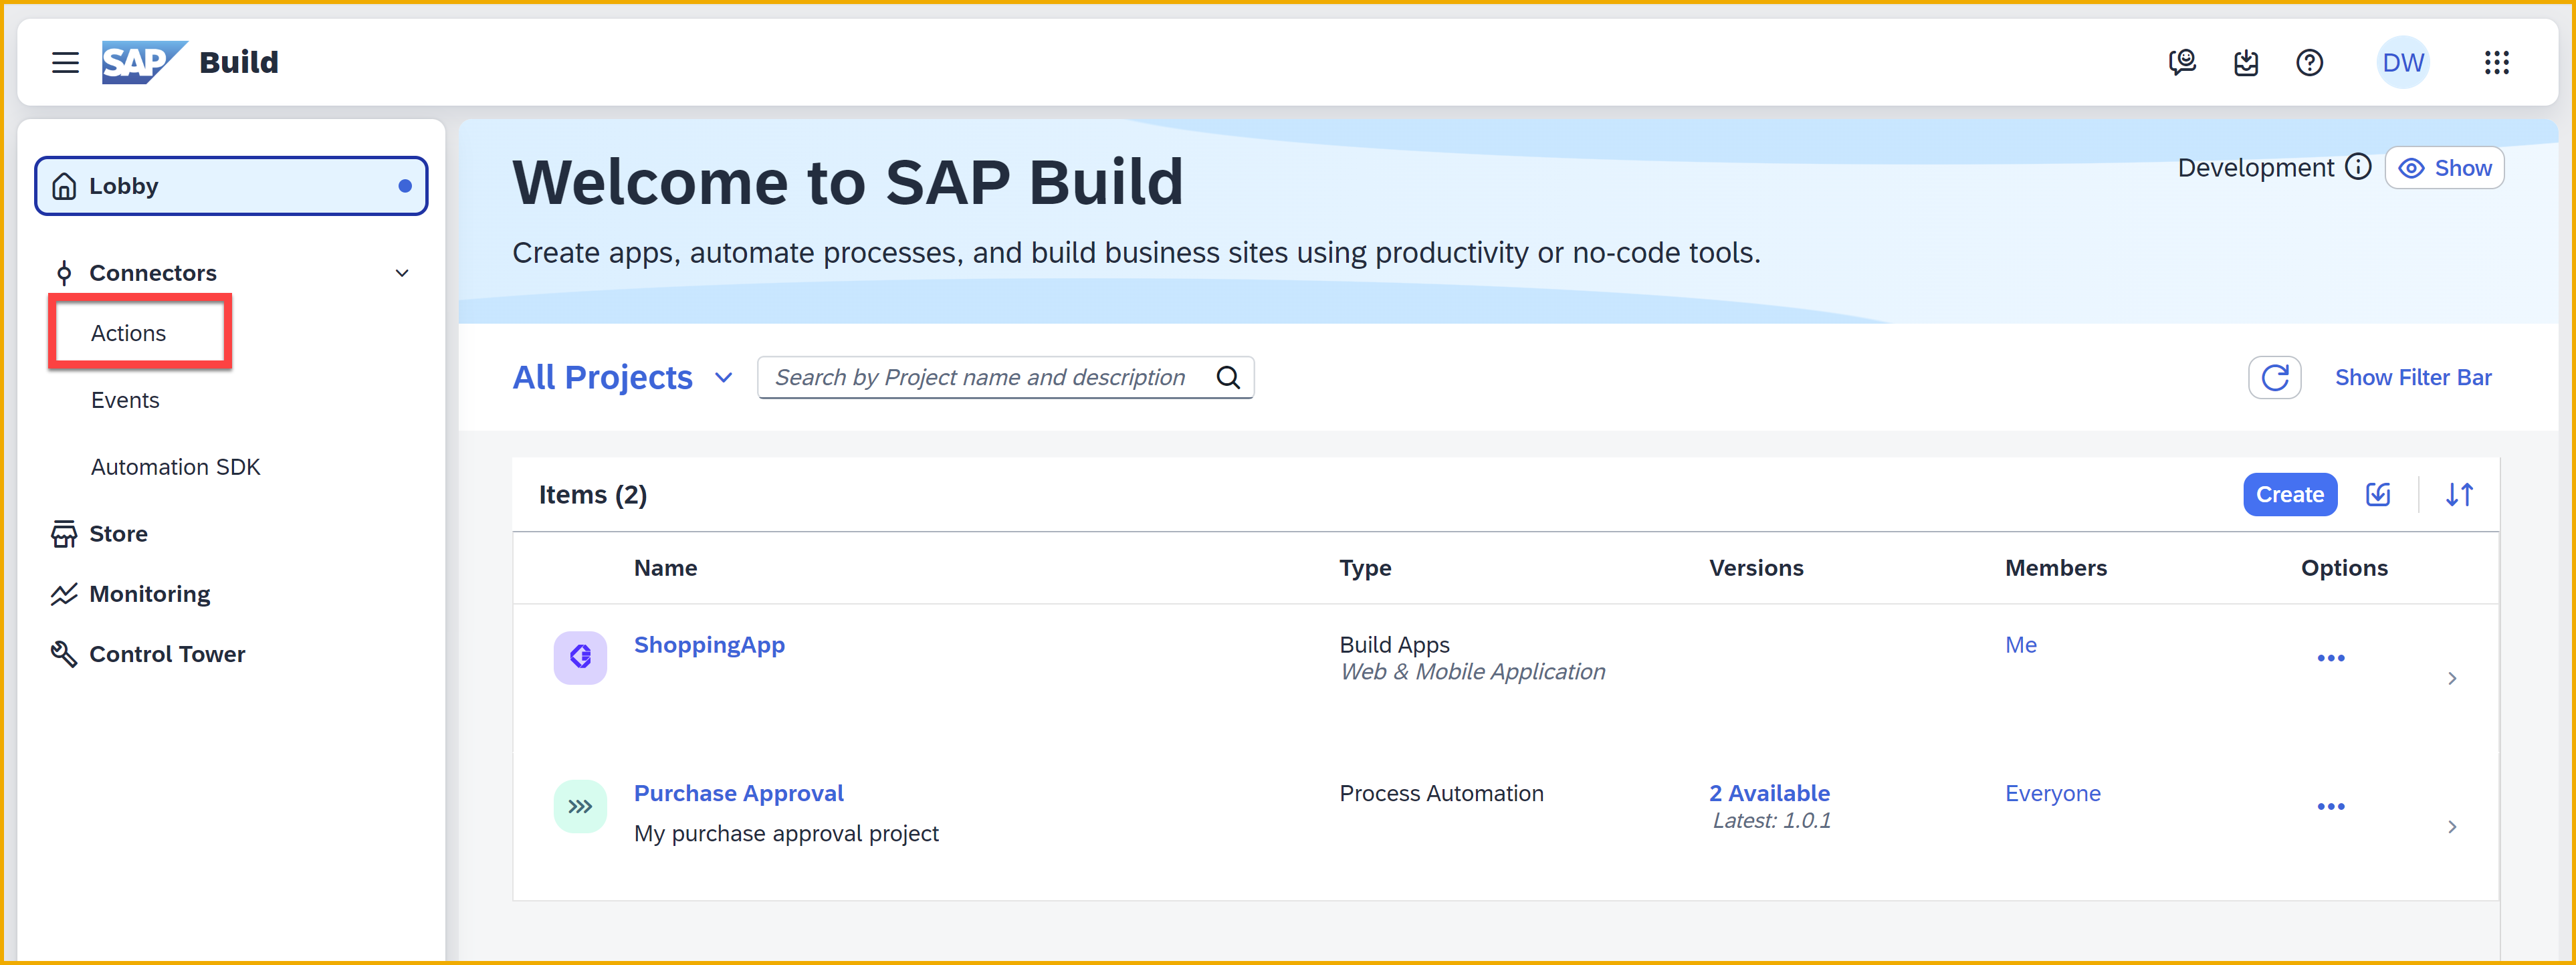 SAP Build
DW
Lobby
Connectors
Actions
Events
Automation SDK
Store
Monitoring
Control Tower
Welcome to SAP Build
Development
Show
Create apps, automate processes, and build business sites using productivity or no-code tools.
All Projects
Search by Project name and description
Show Filter Bar
Items (2)
Create
Name Type Versions Members Options
ShoppingApp Build Apps Me
Web & Mobile Application
Purchase Approval Process Automation 2 Available Everyone
Latest: 1.0.1
My purchase approval project